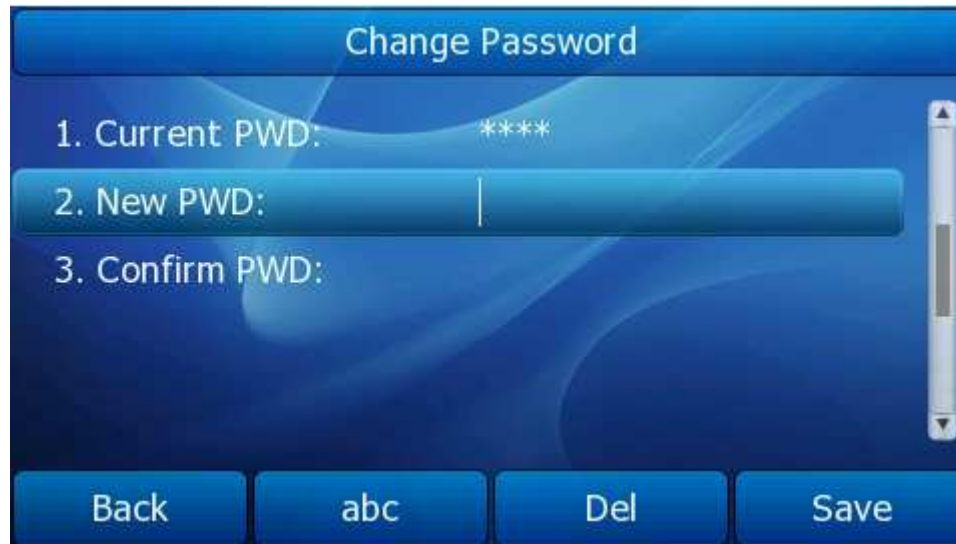 Change Password
1. Current PWD: ****
2. New PWD:
3. Confirm PWD:
Back abc Del Save